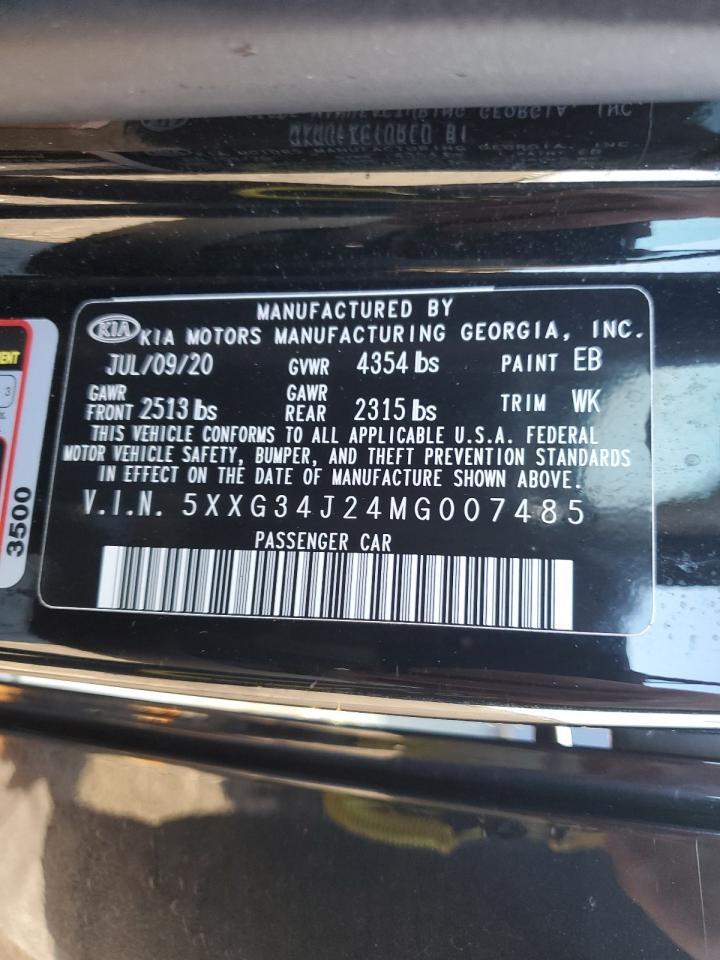 MANUFACTURED BY
KIA KIA MOTORS MANUFACTURING GEORGIA, INC.
JUL/09/20 GVWR 4354 lbs PAINT EB
GAWR FRONT 2513 lbs GAWR REAR 2315 lbs TRIM WK
THIS VEHICLE CONFORMS TO ALL APPLICABLE U.S.A. FEDERAL
MOTOR VEHICLE SAFETY, BUMPER, AND THEFT PREVENTION STANDARDS
IN EFFECT ON THE DATE OF MANUFACTURE SHOWN ABOVE.
V.I.N. 5XXG34J24MG007485
PASSENGER CAR
3
3500